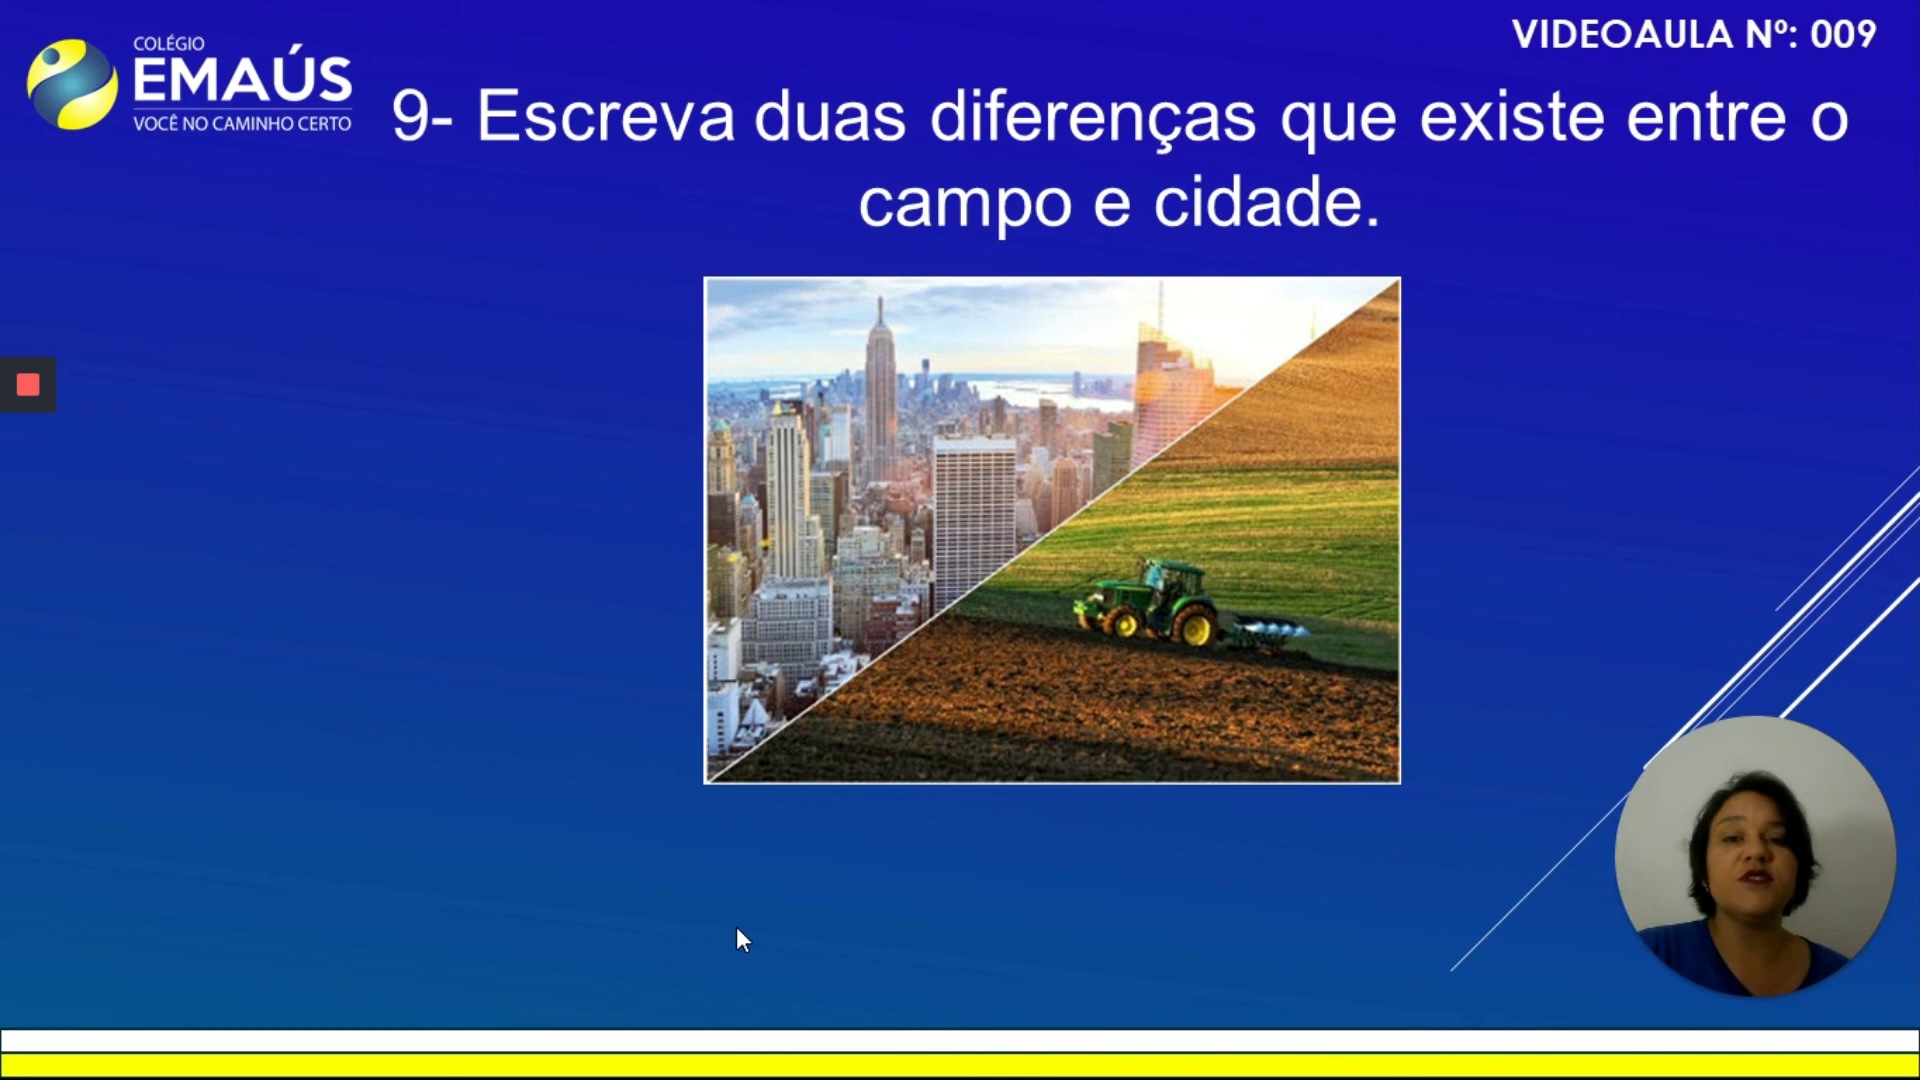 VIDEOAULA Nº: 009
COLÉGIO
EMAÚS
VOCÊ NO CAMINHO CERTO
9- Escreva duas diferenças que existe entre o
campo e cidade.